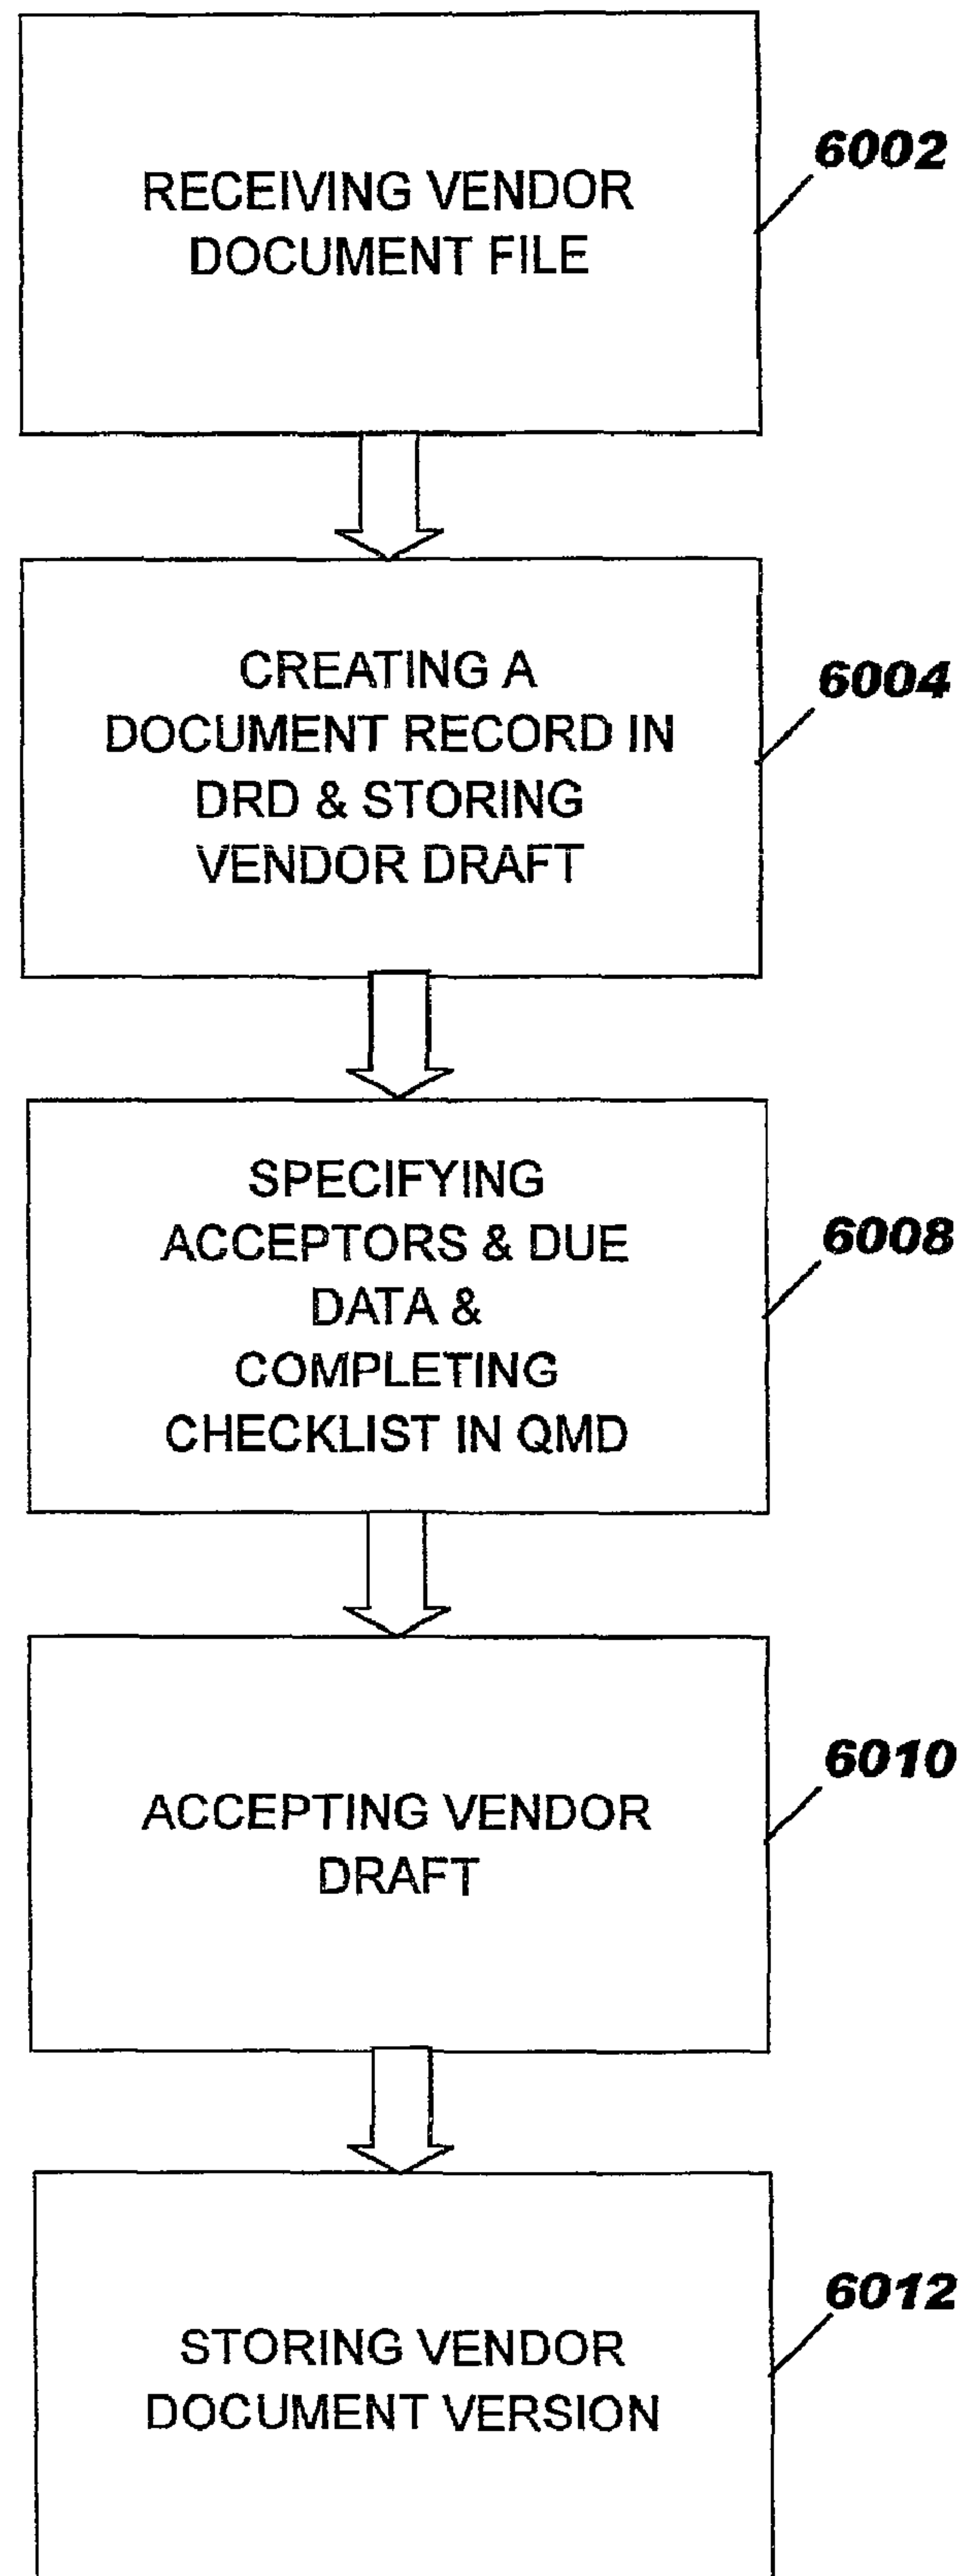 RECEIVING VENDOR
DOCUMENT FILE
6002
CREATING A
DOCUMENT RECORD IN
DRD & STORING
VENDOR DRAFT
6004
SPECIFYING
ACCEPTORS & DUE
DATA &
COMPLETING
CHECKLIST IN QMD
6008
ACCEPTING VENDOR
DRAFT
6010
STORING VENDOR
DOCUMENT VERSION
6012